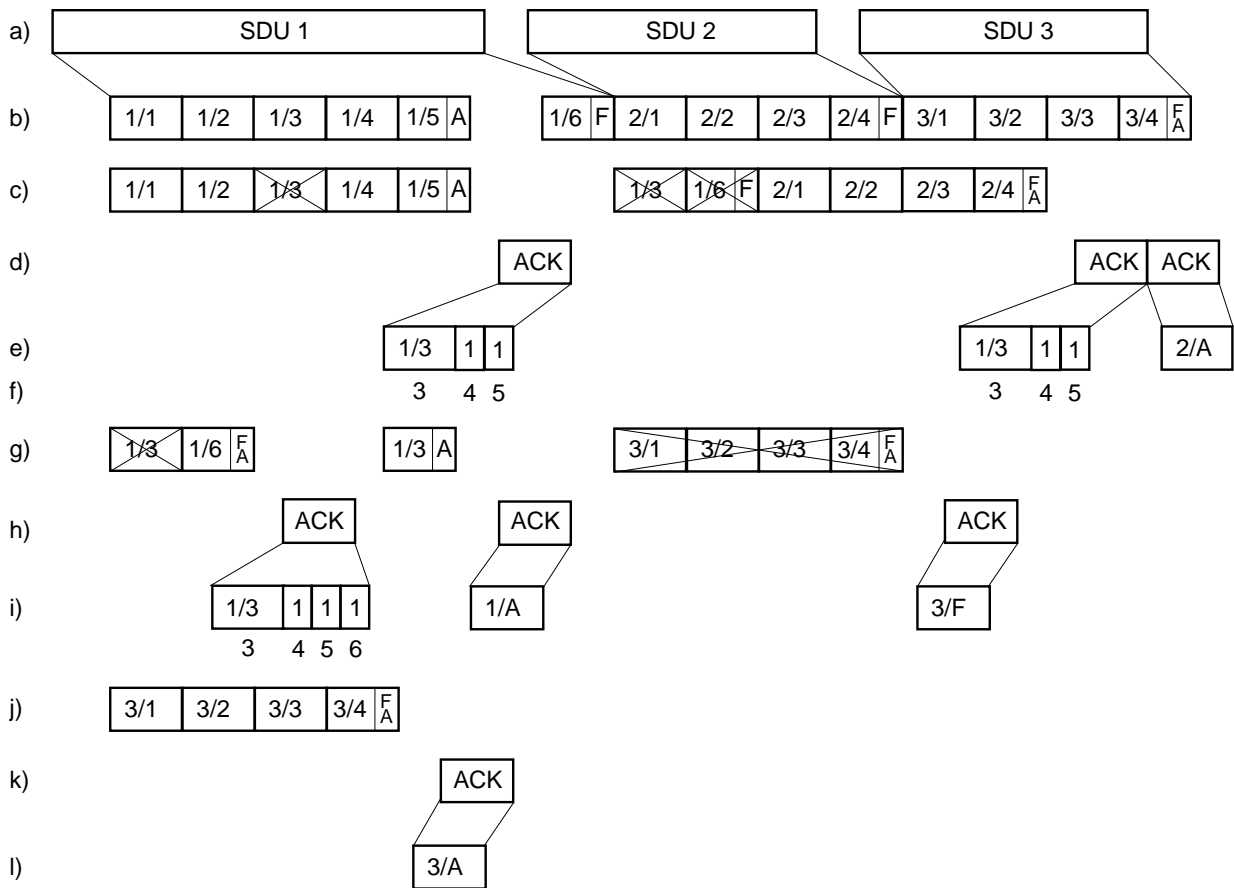 a) SDU 1 SDU 2 SDU 3
b) 1/1 1/2 1/3 1/4 1/5 A 1/6 F 2/1 2/2 2/3 2/4 F 3/1 3/2 3/3 3/4 F A
c) 1/1 1/2 1/3 1/4 1/5 A 1/3 1/6 F 2/1 2/2 2/3 2/4 F A
d) ACK ACK ACK
e) 1/3 1 1 1/3 1 1 2/A
f) 3 4 5 3 4 5
g) 1/3 1/6 F A 1/3 A 3/1 3/2 3/3 3/4 F A
h) ACK ACK ACK
i) 1/3 1 1 1 1/A 3/F
3 4 5 6
j) 3/1 3/2 3/3 3/4 F A
k) ACK
l) 3/A